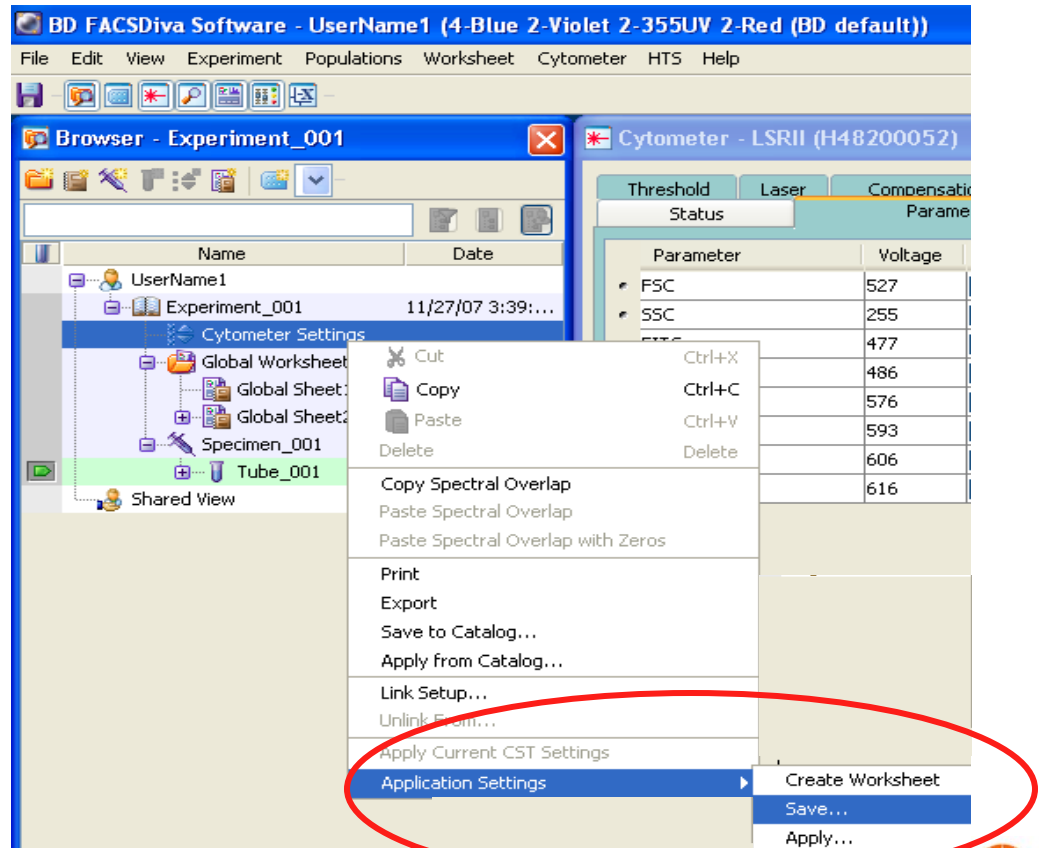 BD FACSDiva Software - UserName1 (4-Blue 2-Violet 2-355UV 2-Red (BD default))
File Edit View Experiment Populations Worksheet Cytometer HTS Help
Browser - Experiment_001
Cytometer - LSRII (H48200052)
Threshold Laser
Status
Name Date
Parameter Voltage
UserName1
FSC 527
Experiment_001 11/27/07 3:39:...
SSC 255
Cytometer Settings
477
Global Worksheet
486
Global Sheet
576
Global Sheet2
593
Specimen_001
606
Tube_001
616
Shared View
Cut Ctrl+X
Copy Ctrl+C
Paste Ctrl+V
Delete Delete
Copy Spectral Overlap
Paste Spectral Overlap
Paste Spectral Overlap with Zeros
Print
Export
Save to Catalog...
Apply from Catalog...
Link Setup...
Unlink From...
Apply Current CST Settings
Application Settings
Create Worksheet
Save...
Apply...